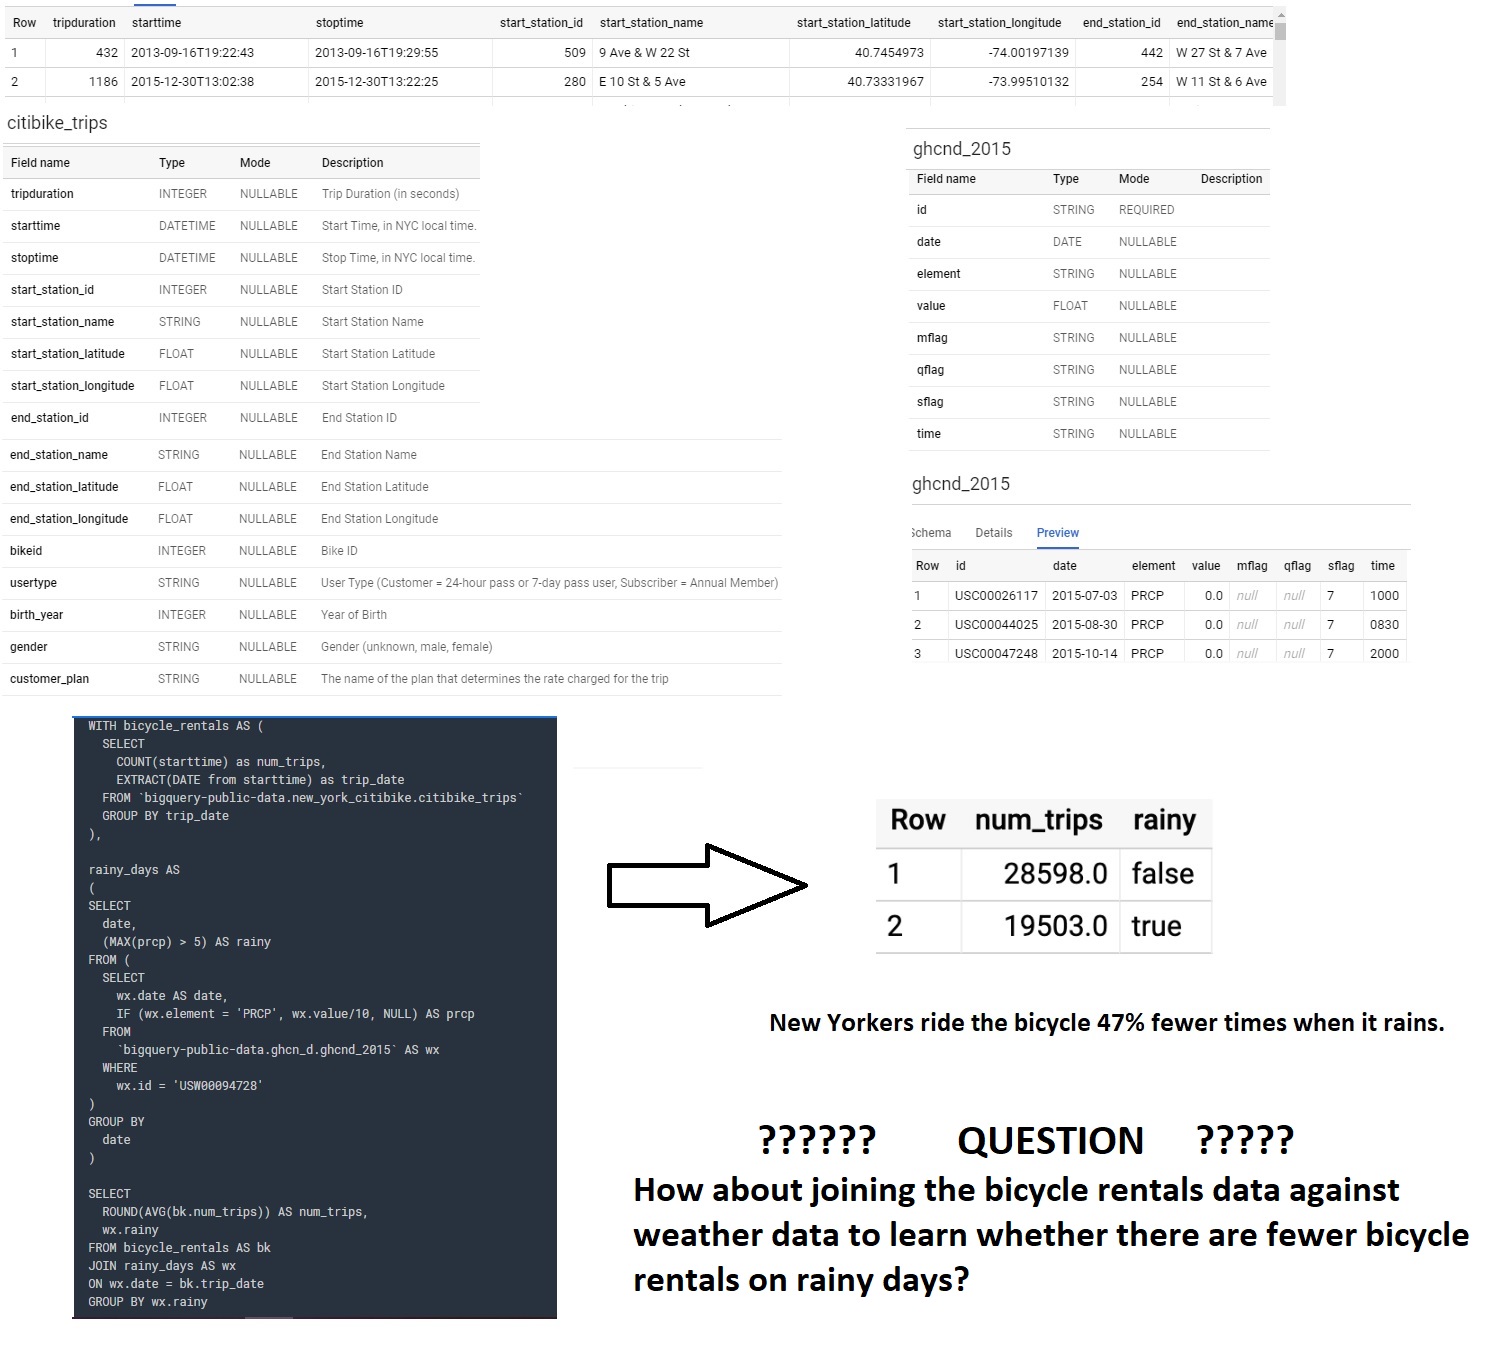 Row tripduration starttime stoptime start_station_id start_station_name start_station_latitude start_station_longitude end_station_id end_station_name
1 432 2013-09-16T19:22:43 2013-09-16T19:29:55 509 9 Ave & W 22 St 40.7454973 -74.00197139 442 W 27 St & 7 Ave
2 1186 2015-12-30T13:02:38 2015-12-30T13:22:25 280 E 10 St & 5 Ave 40.73331967 -73.99510132 254 W 11 St & 6 Ave
citibike_trips
Field name Type Mode Description
tripduration INTEGER NULLABLE Trip Duration (in seconds)
starttime DATETIME NULLABLE Start Time, in NYC local time.
stoptime DATETIME NULLABLE Stop Time, in NYC local time.
start_station_id INTEGER NULLABLE Start Station ID
start_station_name STRING NULLABLE Start Station Name
start_station_latitude FLOAT NULLABLE Start Station Latitude
start_station_longitude FLOAT NULLABLE Start Station Longitude
end_station_id INTEGER NULLABLE End Station ID
end_station_name STRING NULLABLE End Station Name
end_station_latitude FLOAT NULLABLE End Station Latitude
end_station_longitude FLOAT NULLABLE End Station Longitude
bikeid INTEGER NULLABLE Bike ID
usertype STRING NULLABLE User Type (Customer = 24-hour pass or 7-day pass user, Subscriber = Annual Member)
birth_year INTEGER NULLABLE Year of Birth
gender STRING NULLABLE Gender (unknown, male, female)
customer_plan STRING NULLABLE The name of the plan that determines the rate charged for the trip
ghcnd_2015
Field name Type Mode Description
id STRING REQUIRED
date DATE NULLABLE
element STRING NULLABLE
value FLOAT NULLABLE
mflag STRING NULLABLE
qflag STRING NULLABLE
sflag STRING NULLABLE
time STRING NULLABLE
ghcnd_2015
Schema Details Preview
Row id date element value mflag qflag sflag time
1 USC00026117 2015-07-03 PRCP 0.0 null null 7 1000
2 USC00044025 2015-08-30 PRCP 0.0 null null 7 0830
3 USC00047248 2015-10-14 PRCP 0.0 null null 7 2000
WITH bicycle_rentals AS (
SELECT
COUNT(starttime) as num_trips,
EXTRACT(DATE from starttime) as trip_date
FROM `bigquery-public-data.new_york_citibike.citibike_trips`
GROUP BY trip_date
),
rainy_days AS
(
SELECT
date,
(MAX(prcp) > 5) AS rainy
FROM (
SELECT
wx.date AS date,
IF (wx.element = 'PRCP', wx.value/10, NULL) AS prcp
FROM
`bigquery-public-data.ghcn_d.ghcnd_2015` AS wx
WHERE
wx.id = 'USW00094728'
)
GROUP BY
date
)
SELECT
ROUND(AVG(bk.num_trips)) AS num_trips,
wx.rainy
FROM bicycle_rentals AS bk
JOIN rainy_days AS wx
ON wx.date = bk.trip_date
GROUP BY wx.rainy
Row num_trips rainy
1 28598.0 false
2 19503.0 true
New Yorkers ride the bicycle 47% fewer times when it rains.
?????? QUESTION ?????
How about joining the bicycle rentals data against
weather data to learn whether there are fewer bicycle
rentals on rainy days?